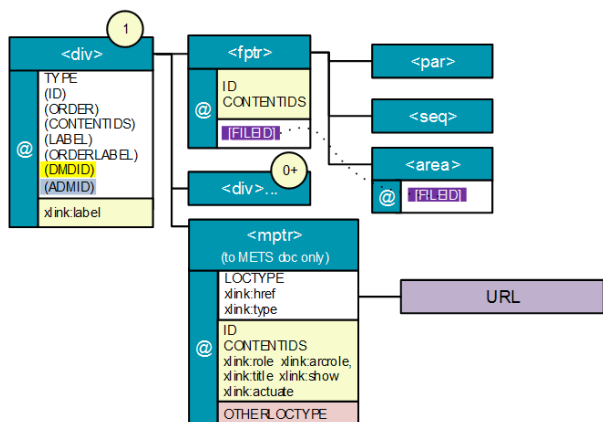 1
<div>
@
TYPE
(ID)
(ORDER)
(CONTENTIDS)
(LABEL)
(ORDERLABEL)
(DMDID)
(ADMID)
xlink:label
<fptr>
@
ID
CONTENTIDS
[FILEID]
<par>
<seq>
<area>
@
[FILEID]
0+
<div>...
<mptr>
(to METS doc only)
@
LOCTYPE
xlink:href
xlink:type
ID
CONTENTIDS
xlink:role xlink:arcrole,
xlink:title xlink:show
xlink:actuate
OTHERLOCTYPE
URL